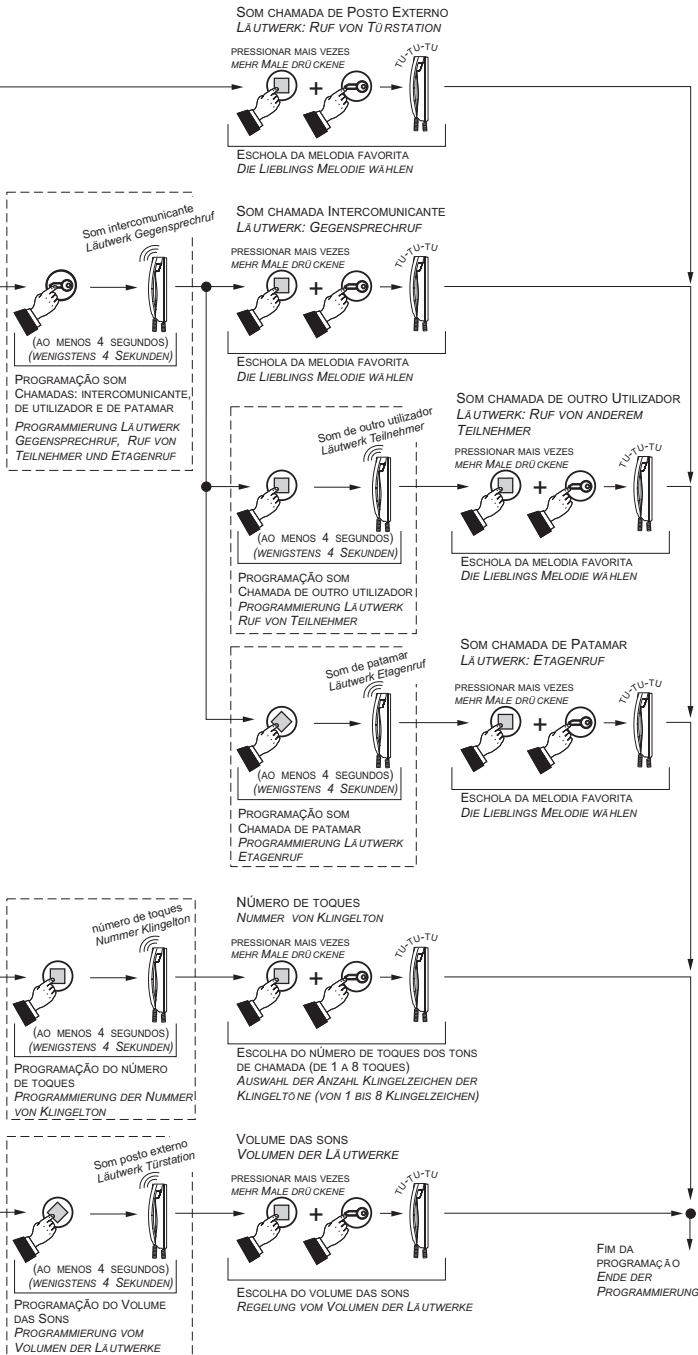 SOM CHAMADA DE POSTO EXTERNO
LÄUTWERK: RUF VON TÜRSTATION
PRESSIONAR MAIS VEZES
MEHR MALE DRÜCKENE
TU-TU-TU
ESCHOLA DA MELODIA FAVORITA
DIE LIEBLINGS MELODIE WÄHLEN
Som intercomunicante
Läutwerk Gegensprechruf
(AO MENOS 4 SEGUNDOS)
(WENIGSTENS 4 SEKUNDEN)
PROGRAMAÇÃO SOM
CHAMADAS: INTERCOMUNICANTE,
DE UTILIZADOR E DE PATAMAR
PROGRAMMIERUNG LÄUTWERK
GEGENSPRECHRUF, RUF VON
TEILNEHMER UND ETAGENRUF
SOM CHAMADA INTERCOMUNICANTE
LÄUTWERK: GEGENSPRECHRUF
PRESSIONAR MAIS VEZES
MEHR MALE DRÜCKENE
TU-TU-TU
ESCHOLA DA MELODIA FAVORITA
DIE LIEBLINGS MELODIE WÄHLEN
Som de outro utilizador
Läutwerk Teilnehmer
(AO MENOS 4 SEGUNDOS)
(WENIGSTENS 4 SEKUNDEN)
PROGRAMAÇÃO SOM
CHAMADA DE OUTRO UTILIZADOR
PROGRAMMIERUNG LÄUTWERK
RUF VON TEILNEHMER
SOM CHAMADA DE OUTRO UTILIZADOR
LÄUTWERK: RUF VON ANDEREM
TEILNEHMER
PRESSIONAR MAIS VEZES
MEHR MALE DRÜCKENE
TU-TU-TU
ESCHOLA DA MELODIA FAVORITA
DIE LIEBLINGS MELODIE WÄHLEN
Som de patamar
Läutwerk Etagenruf
(AO MENOS 4 SEGUNDOS)
(WENIGSTENS 4 SEKUNDEN)
PROGRAMAÇÃO SOM
CHAMADA DE PATAMAR
PROGRAMMIERUNG LÄUTWERK
ETAGENRUF
SOM CHAMADA DE PATAMAR
LÄUTWERK: ETAGENRUF
PRESSIONAR MAIS VEZES
MEHR MALE DRÜCKENE
TU-TU-TU
ESCHOLA DA MELODIA FAVORITA
DIE LIEBLINGS MELODIE WÄHLEN
número de toques
Nummer Klingelton
(AO MENOS 4 SEGUNDOS)
(WENIGSTENS 4 SEKUNDEN)
PROGRAMAÇÃO DO NÚMERO
DE TOQUES
PROGRAMMIERUNG DER NUMMER
VON KLINGELTON
NÚMERO DE TOQUES
NUMMER VON KLINGELTON
PRESSIONAR MAIS VEZES
MEHR MALE DRÜCKENE
TU-TU-TU
ESCOLHA DO NÚMERO DE TOQUES DOS TONS
DE CHAMADA (DE 1 A 8 TOQUES)
AUSWAHL DER ANZAHL KLINGELZEICHEN DER
KLINGELTÖNE (VON 1 BIS 8 KLINGELZEICHEN)
Som posto externo
Läutwerk Türstation
(AO MENOS 4 SEGUNDOS)
(WENIGSTENS 4 SEKUNDEN)
PROGRAMAÇÃO DO VOLUME
DAS SONS
PROGRAMMIERUNG VOM
VOLUMEN DER LÄUTWERKE
VOLUME DAS SONS
VOLUMEN DER LÄUTWERKE
PRESSIONAR MAIS VEZES
MEHR MALE DRÜCKENE
TU-TU-TU
ESCOLHA DO VOLUME DAS SONS
REGELUNG VOM VOLUMEN DER LÄUTWERKE
FIM DA
PROGRAMAÇÃO
ENDE DER
PROGRAMMIERUNG